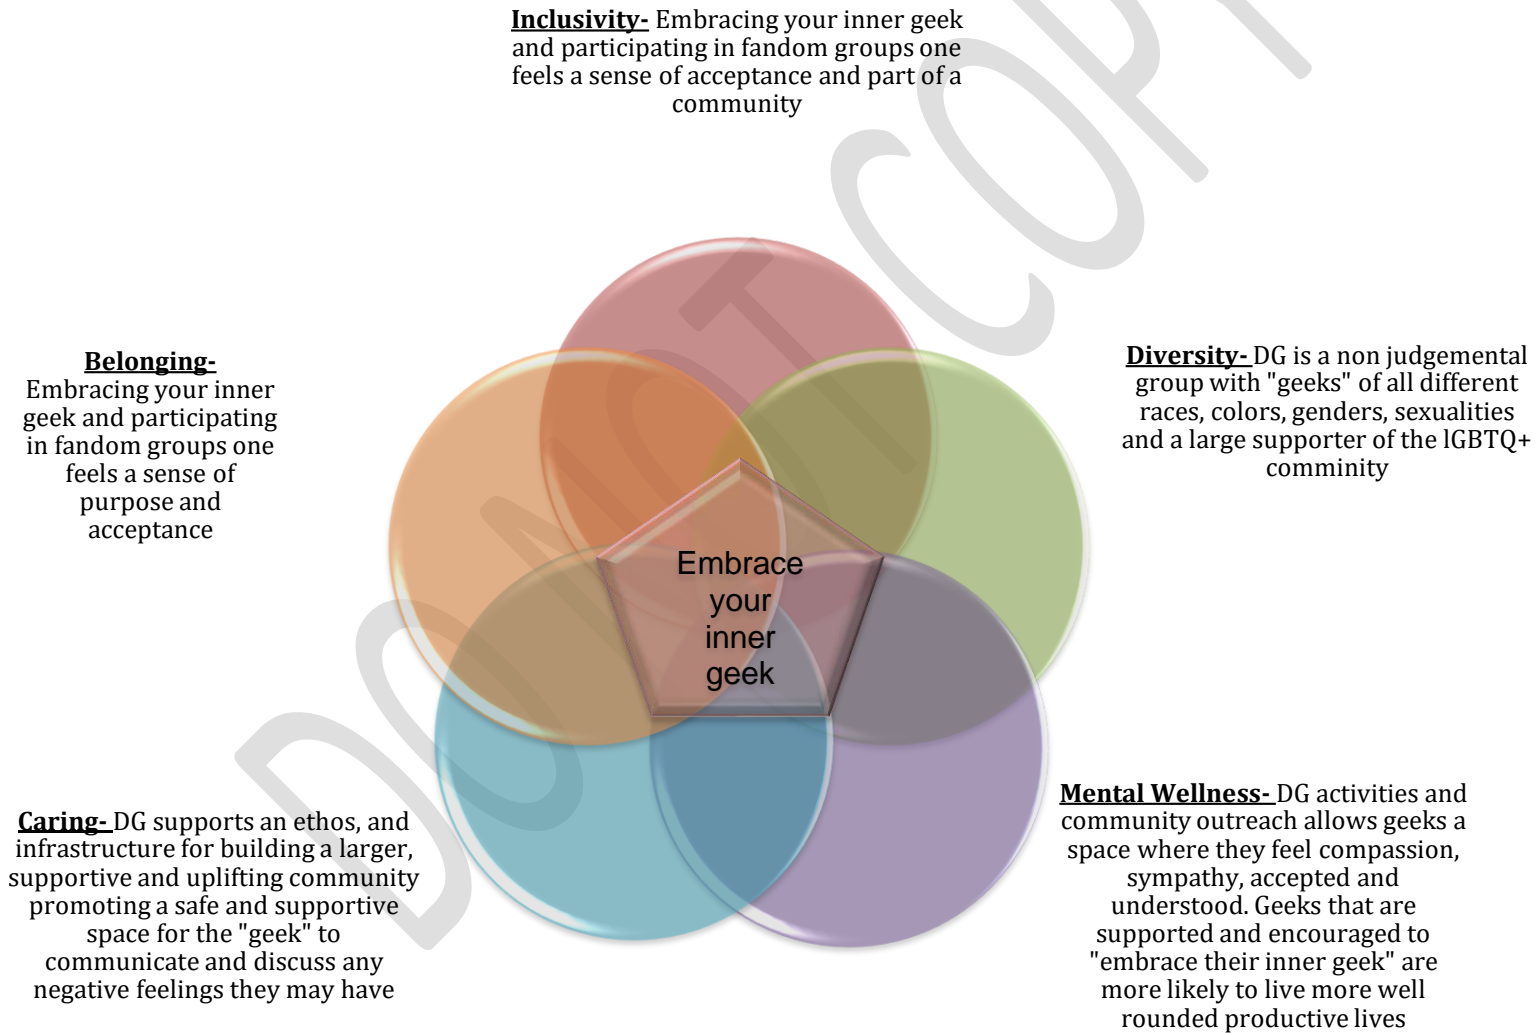 Inclusivity- Embracing your inner geek
and participating in fandom groups one
feels a sense of acceptance and part of a
community
Belonging-
Embracing your inner
geek and participating
in fandom groups one
feels a sense of
purpose and
acceptance
Diversity- DG is a non judgemental
group with "geeks" of all different
races, colors, genders, sexualities
and a large supporter of the lGBTQ+
comminity
Embrace
your
inner
geek
Caring- DG supports an ethos, and
infrastructure for building a larger,
supportive and uplifting community
promoting a safe and supportive
space for the "geek" to
communicate and discuss any
negative feelings they may have
Mental Wellness- DG activities and
community outreach allows geeks a
space where they feel compassion,
sympathy, accepted and
understood. Geeks that are
supported and encouraged to
"embrace their inner geek" are
more likely to live more well
rounded productive lives
DO NOT COPY